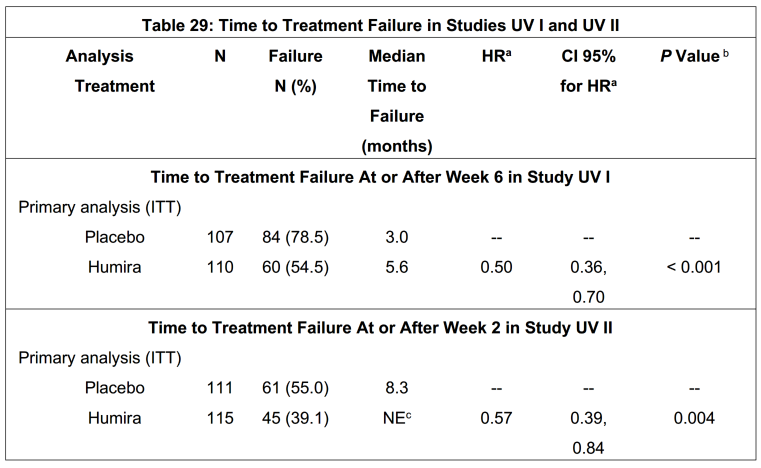 Table 29: Time to Treatment Failure in Studies UV I and UV II
Analysis N Failure Median HRᵃ CI 95% P Value ᵇ
Treatment N (%) Time to for HRᵃ
Failure
(months)
Time to Treatment Failure At or After Week 6 in Study UV I
Primary analysis (ITT)
Placebo 107 84 (78.5) 3.0 -- -- --
Humira 110 60 (54.5) 5.6 0.50 0.36, < 0.001
0.70
Time to Treatment Failure At or After Week 2 in Study UV II
Primary analysis (ITT)
Placebo 111 61 (55.0) 8.3 -- -- --
Humira 115 45 (39.1) NEᶜ 0.57 0.39, 0.004
0.84